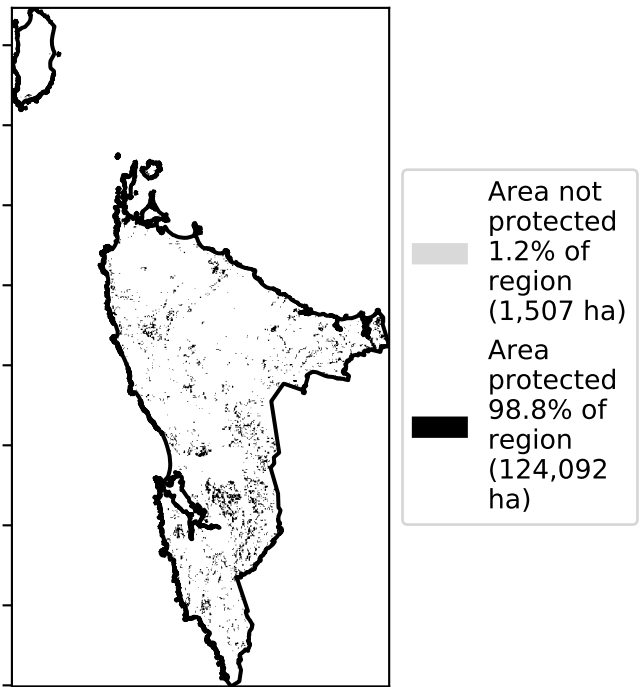 Area not
protected
1.2% of
region
(1,507 ha)
Area
protected
98.8% of
region
(124,092
ha)